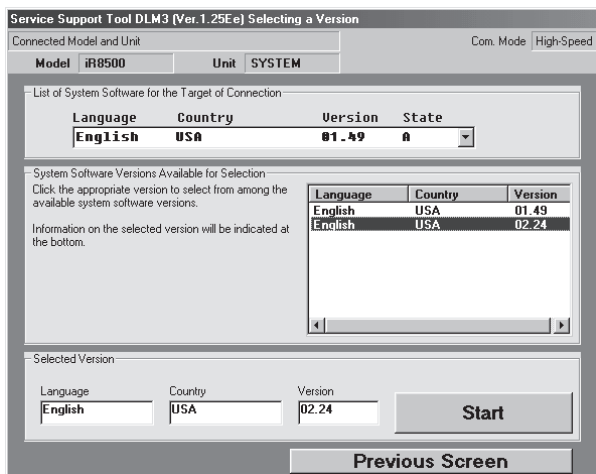 Service Support Tool DLM3 (Ver.1.25Ee) Selecting a Version
Connected Model and Unit
Com. Mode High-Speed
Model iR8500 Unit SYSTEM
List of System Software for the Target of Connection
Language Country Version State
English USA 01.49 A
System Software Versions Available for Selection
Click the appropriate version to select from among the
available system software versions.
Information on the selected version will be indicated at
the bottom.
Language Country Version
English USA 01.49
English USA 02.24
Selected Version
Language Country Version
English USA 02.24
Start
Previous Screen